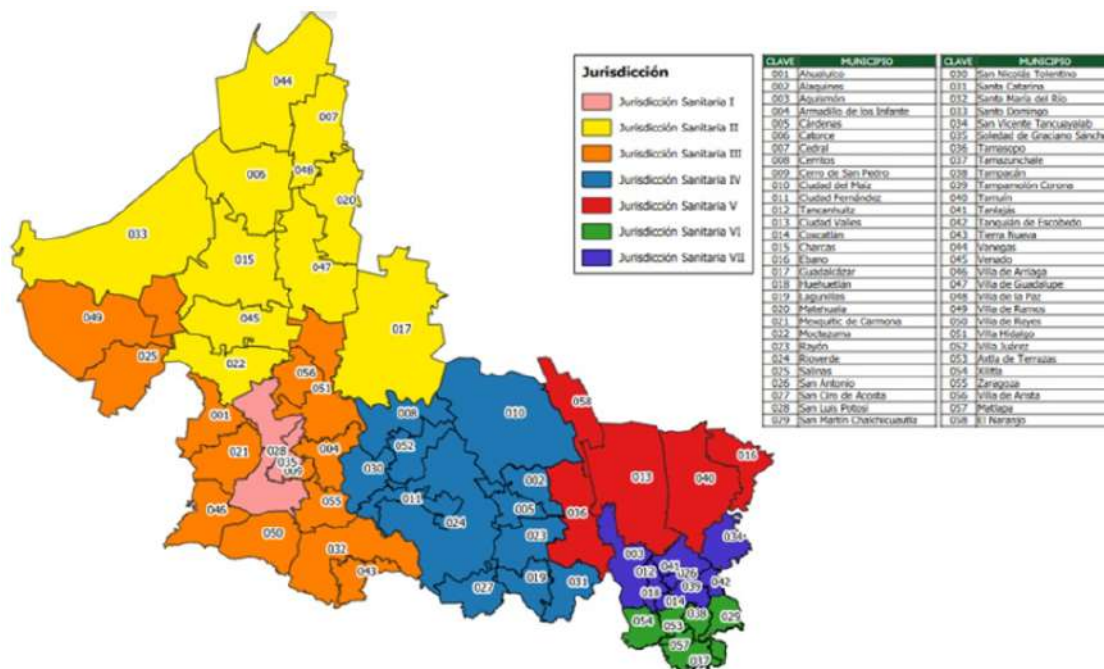 Jurisdicción
Jurisdicción Sanitaria I
Jurisdicción Sanitaria II
Jurisdicción Sanitaria III
Jurisdicción Sanitaria IV
Jurisdicción Sanitaria V
Jurisdicción Sanitaria VI
Jurisdicción Sanitaria VII
CLAVE MUNICIPIO CLAVE MUNICIPIO
001 Ahualulco 030 San Nicolás Tolentino
002 Alaquines 031 Santa Catarina
003 Aquismón 032 Santa María del Río
004 Armadillo de los Infante 033 Santo Domingo
005 Cárdenas 034 San Vicente Tancuayalab
006 Catorce 035 Soledad de Graciano Sánche
007 Cedral 036 Tamasopo
008 Cerritos 037 Tamazunchale
009 Cerro de San Pedro 038 Tampacán
010 Ciudad del Maíz 039 Tampamolón Corona
011 Ciudad Fernández 040 Tamuín
012 Tancanhuitz 041 Tanlajás
013 Ciudad Valles 042 Tanquián de Escobedo
014 Coxcatlán 043 Tierra Nueva
015 Charcas 044 Vanegas
016 Ebano 045 Venado
017 Guadalcázar 046 Villa de Arriaga
018 Huehuetlán 047 Villa de Guadalupe
019 Lagunillas 048 Villa de la Paz
020 Matehuala 049 Villa de Ramos
021 Mexquitic de Carmona 050 Villa de Reyes
022 Moctezuma 051 Villa Hidalgo
023 Rayón 052 Villa Juárez
024 Rioverde 053 Axtla de Terrazas
025 Salinas 054 Xilitla
026 San Antonio 055 Zaragoza
027 San Ciro de Acosta 056 Villa de Arista
028 San Luis Potosí 057 Matlapa
029 San Martín Chalchicuautla 058 El Naranjo
044
007
006
048
020
033
015
047
049
045
017
025
022
056
051
058
001
008
010
028
021
052
004
016
035
009
030
013
040
002
011
036
046
055
005
024
050
023
034
032
003
041
012
026
043
019
031
042
027
039
018
014
038
054
053
029
057
037